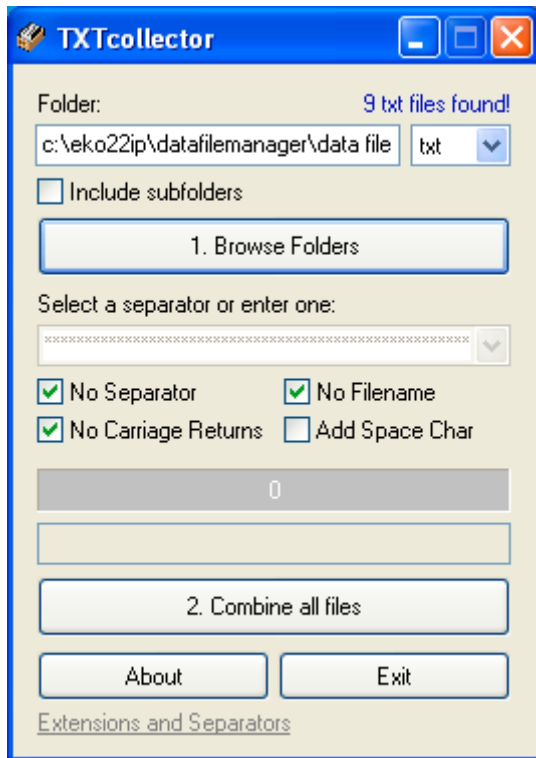 TXTcollector
Folder: 9 txt files found!
c:\eko22ip\datafilemanager\data file txt
Include subfolders
1. Browse Folders
Select a separator or enter one:
××××××××××××××××××××××××××××××××××××××××××××××××××××
No Separator No Filename
No Carriage Returns Add Space Char
0
2. Combine all files
About Exit
Extensions and Separators